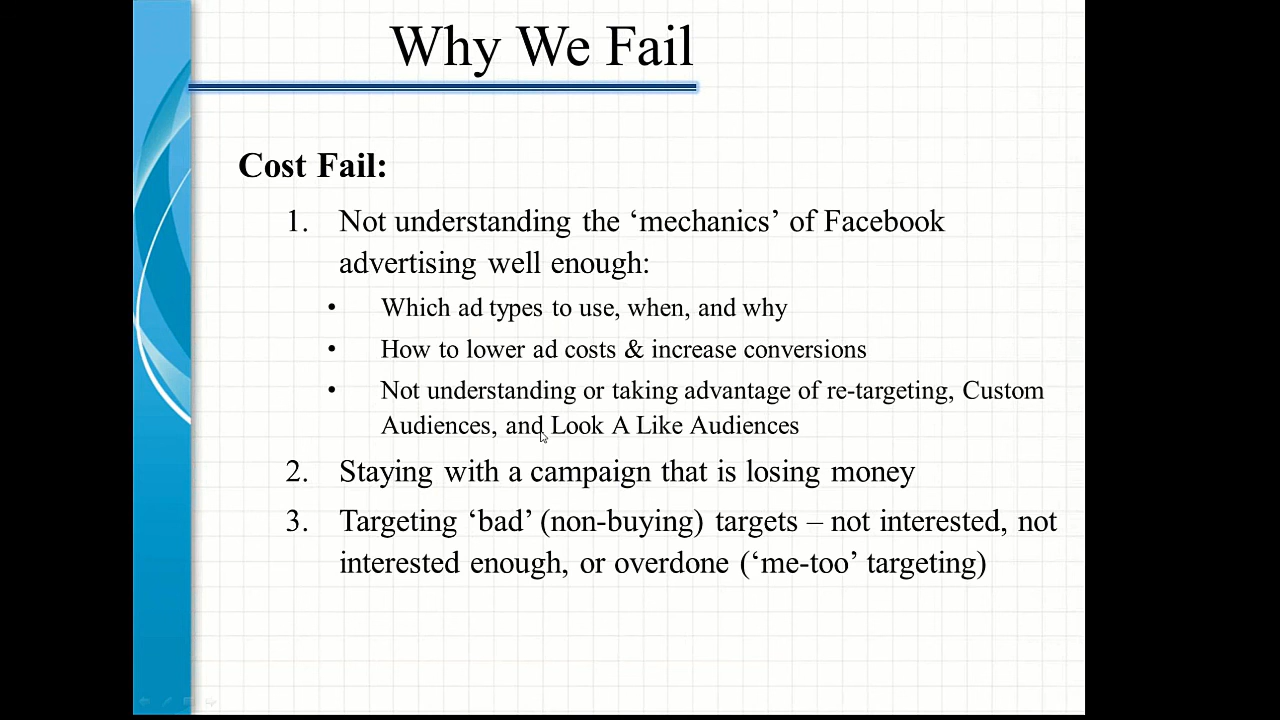 Why We Fail
Cost Fail:
1. Not understanding the ‘mechanics’ of Facebook
advertising well enough:
• Which ad types to use, when, and why
• How to lower ad costs & increase conversions
• Not understanding or taking advantage of re-targeting, Custom
Audiences, and Look A Like Audiences
2. Staying with a campaign that is losing money
3. Targeting ‘bad’ (non-buying) targets – not interested, not
interested enough, or overdone (‘me-too’ targeting)